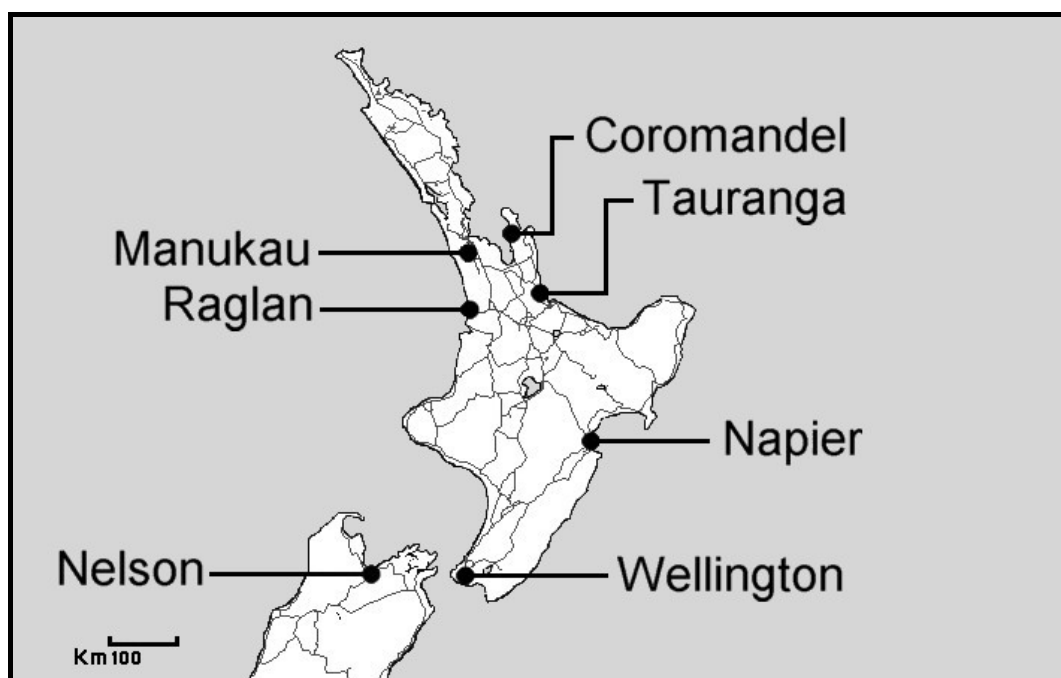 Coromandel
Tauranga
Manukau
Raglan
Napier
Nelson
Wellington
Km 100